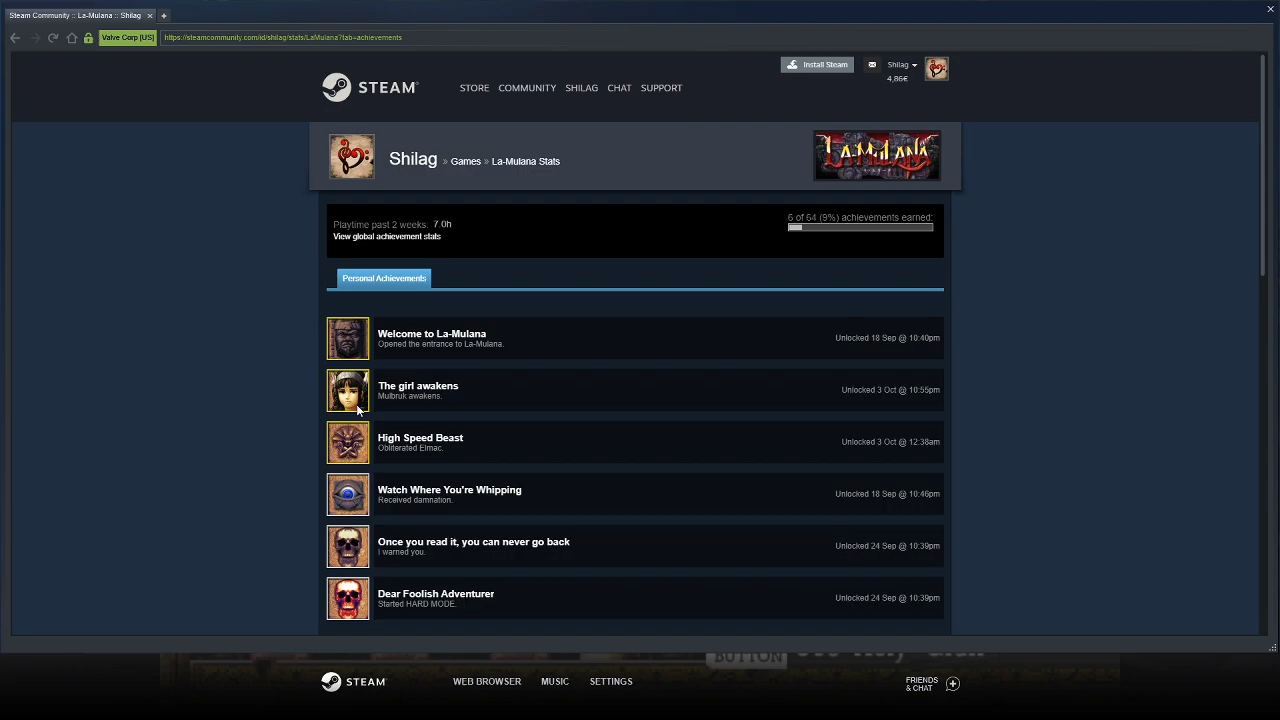 Steam Community :: La-Mulana :: Shilag
Valve Corp [US]
https://steamcommunity.com/id/shilag/stats/LaMulana?tab=achievements
STEAM
STORE COMMUNITY SHILAG CHAT SUPPORT
Install Steam
Shilag
4,86€
Shilag » Games » La-Mulana Stats
LA-MULANA
Playtime past 2 weeks: 7.0h
View global achievement stats
6 of 64 (9%) achievements earned:
Personal Achievements
Welcome to La-Mulana
Opened the entrance to La-Mulana.
Unlocked 18 Sep @ 10:40pm
The girl awakens
Mulbruk awakens.
Unlocked 3 Oct @ 10:55pm
High Speed Beast
Obliterated Elmac.
Unlocked 3 Oct @ 12:38am
Watch Where You're Whipping
Received damnation.
Unlocked 18 Sep @ 10:46pm
Once you read it, you can never go back
I warned you.
Unlocked 24 Sep @ 10:39pm
Dear Foolish Adventurer
Started HARD MODE.
Unlocked 24 Sep @ 10:39pm
BUTTON
STEAM
WEB BROWSER MUSIC SETTINGS
FRIENDS
& CHAT